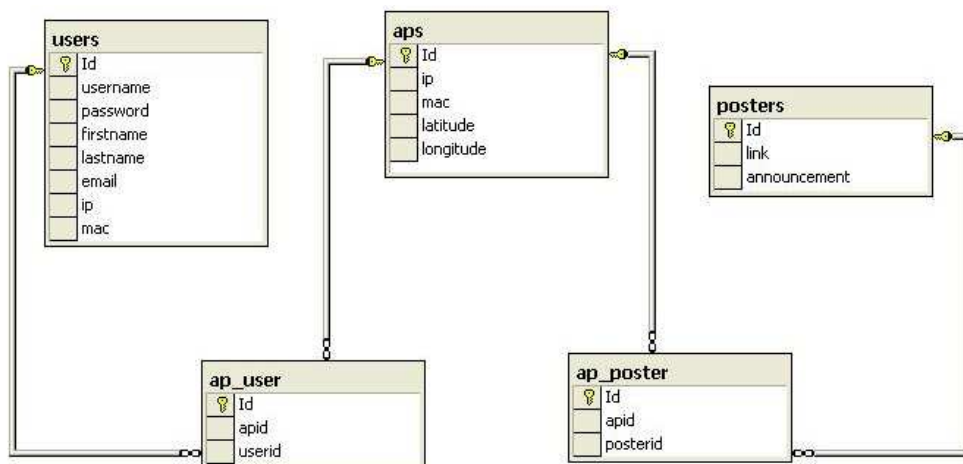 users
Id
username
password
firstname
lastname
email
ip
mac
aps
Id
ip
mac
latitude
longitude
posters
Id
link
announcement
ap_user
Id
apid
userid
ap_poster
Id
apid
posterid